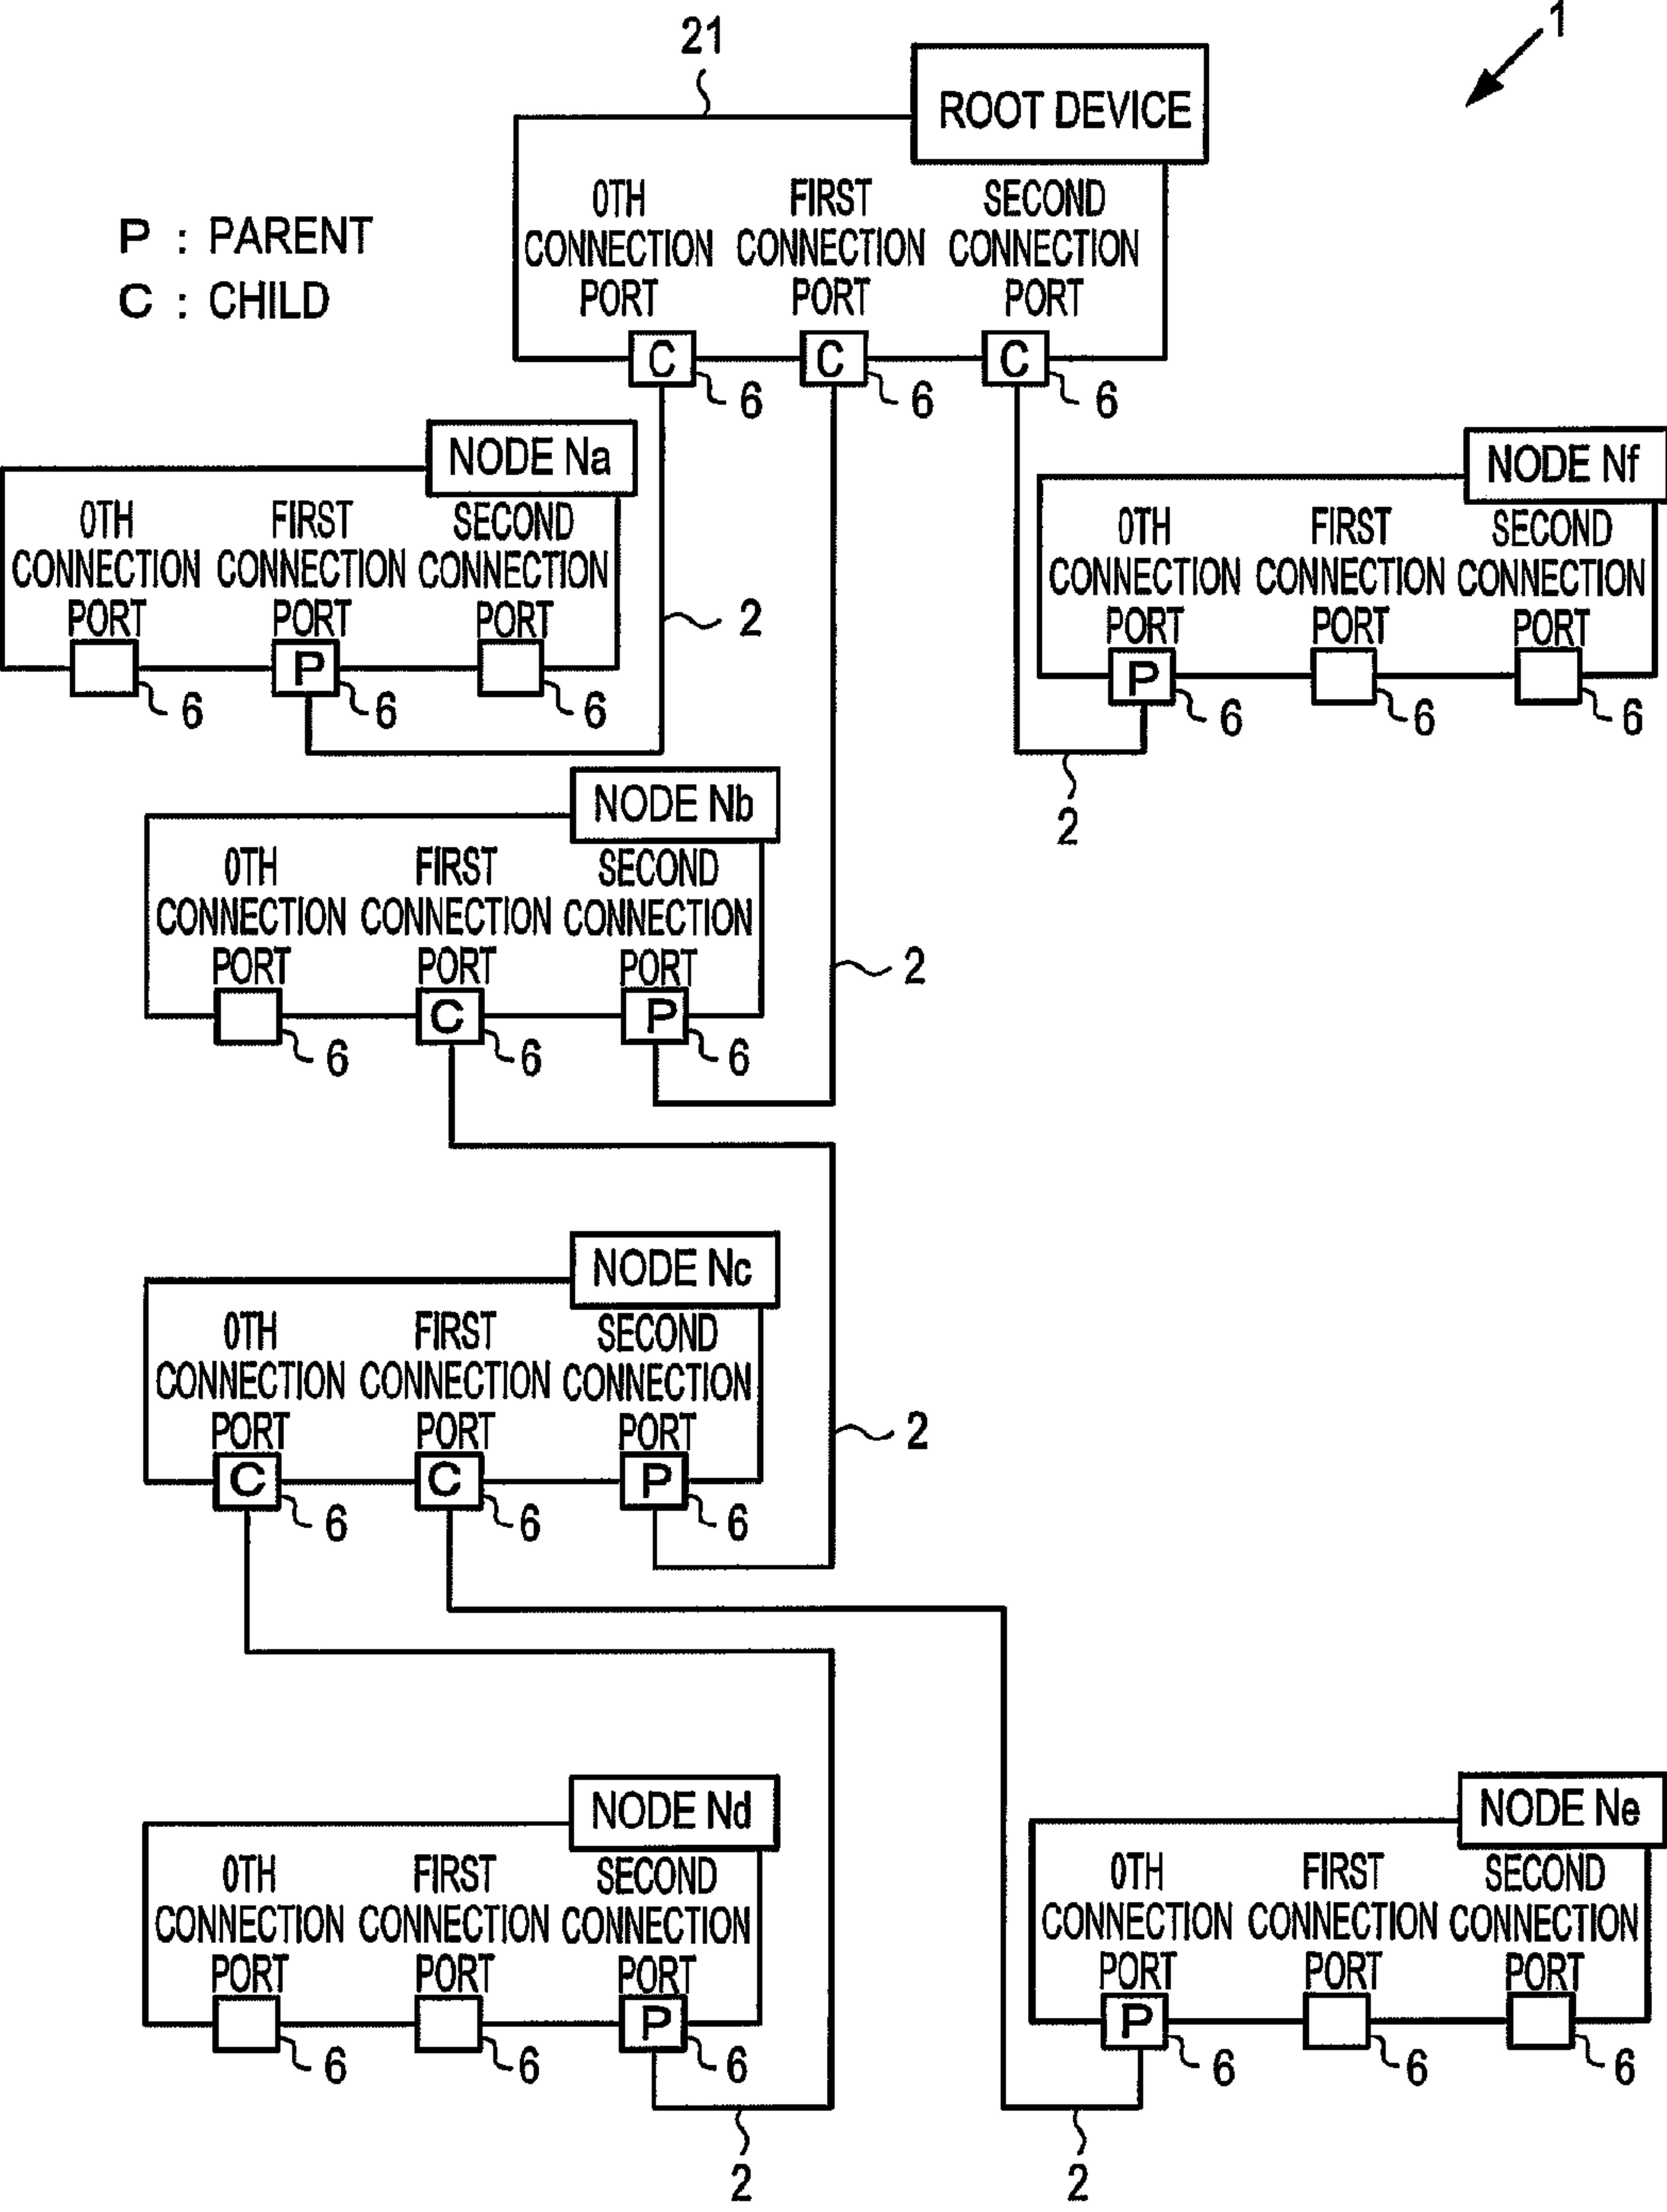 21
1
ROOT DEVICE
P : PARENT
C : CHILD
0TH CONNECTION PORT
FIRST CONNECTION PORT
SECOND CONNECTION PORT
C
6
C
6
C
6
NODE Na
0TH CONNECTION PORT
FIRST CONNECTION PORT
SECOND CONNECTION PORT
6
P
6
6
2
NODE Nf
0TH CONNECTION PORT
FIRST CONNECTION PORT
SECOND CONNECTION PORT
P
6
6
6
2
NODE Nb
0TH CONNECTION PORT
FIRST CONNECTION PORT
SECOND CONNECTION PORT
6
C
6
P
6
2
NODE Nc
0TH CONNECTION PORT
FIRST CONNECTION PORT
SECOND CONNECTION PORT
C
6
C
6
P
6
2
NODE Nd
0TH CONNECTION PORT
FIRST CONNECTION PORT
SECOND CONNECTION PORT
6
6
P
6
2
NODE Ne
0TH CONNECTION PORT
FIRST CONNECTION PORT
SECOND CONNECTION PORT
P
6
6
6
2